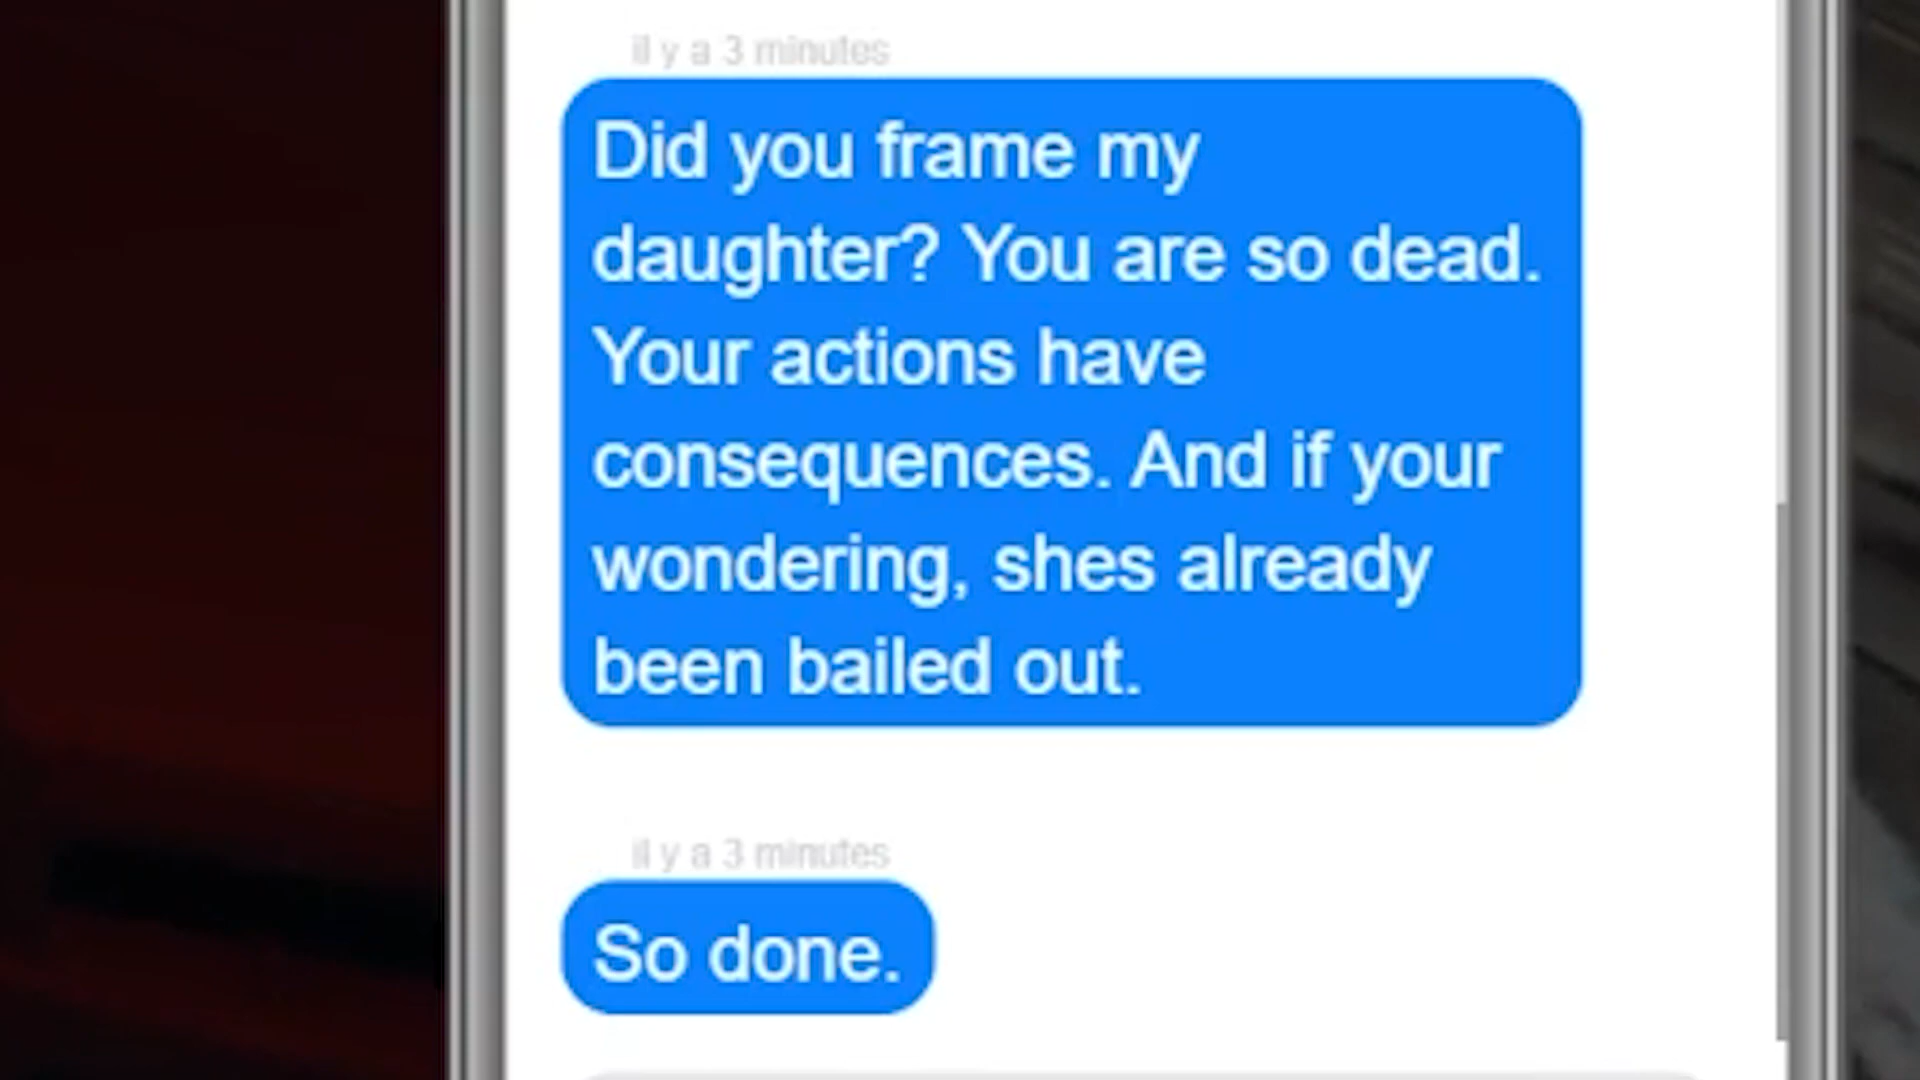 il y a 3 minutes
Did you frame my
daughter? You are so dead.
Your actions have
consequences. And if your
wondering, shes already
been bailed out.
il y a 3 minutes
So done.